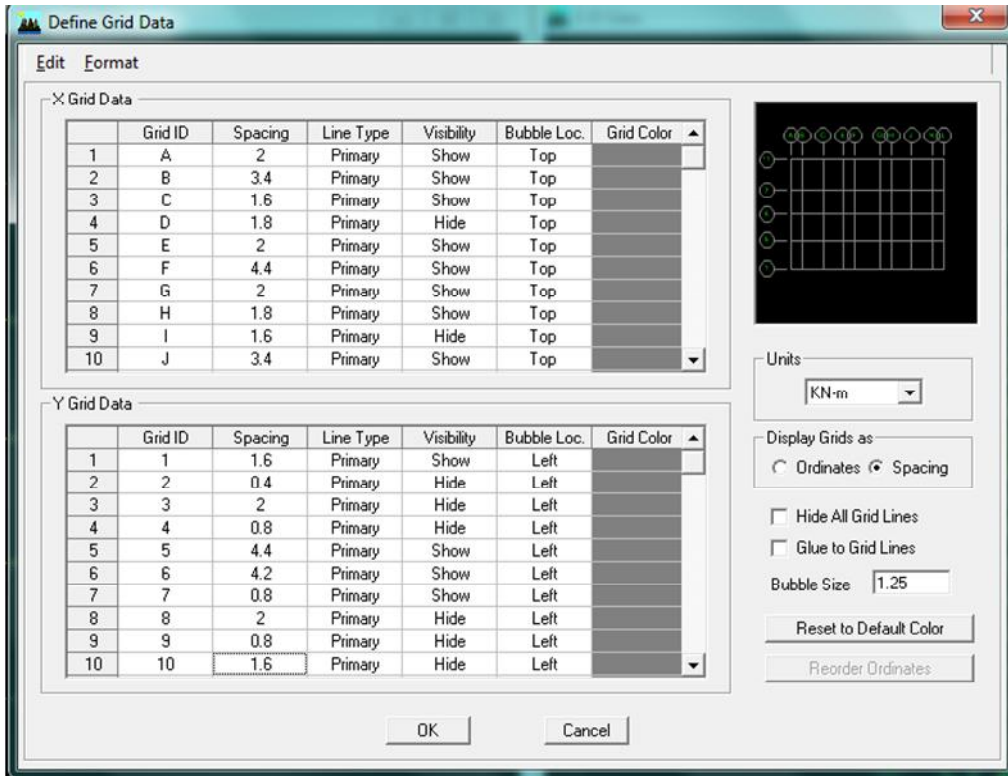 Define Grid Data
Edit Format
X Grid Data
Grid ID Spacing Line Type Visibility Bubble Loc. Grid Color
1 A 2 Primary Show Top
2 B 3.4 Primary Show Top
3 C 1.6 Primary Show Top
4 D 1.8 Primary Hide Top
5 E 2 Primary Show Top
6 F 4.4 Primary Show Top
7 G 2 Primary Show Top
8 H 1.8 Primary Show Top
9 I 1.6 Primary Hide Top
10 J 3.4 Primary Show Top
Y Grid Data
Grid ID Spacing Line Type Visibility Bubble Loc. Grid Color
1 1 1.6 Primary Show Left
2 2 0.4 Primary Hide Left
3 3 2 Primary Hide Left
4 4 0.8 Primary Hide Left
5 5 4.4 Primary Show Left
6 6 4.2 Primary Show Left
7 7 0.8 Primary Show Left
8 8 2 Primary Hide Left
9 9 0.8 Primary Hide Left
10 10 1.6 Primary Hide Left
Units
KN-m
Display Grids as
Ordinates Spacing
Hide All Grid Lines
Glue to Grid Lines
Bubble Size 1.25
Reset to Default Color
Reorder Ordinates
OK Cancel